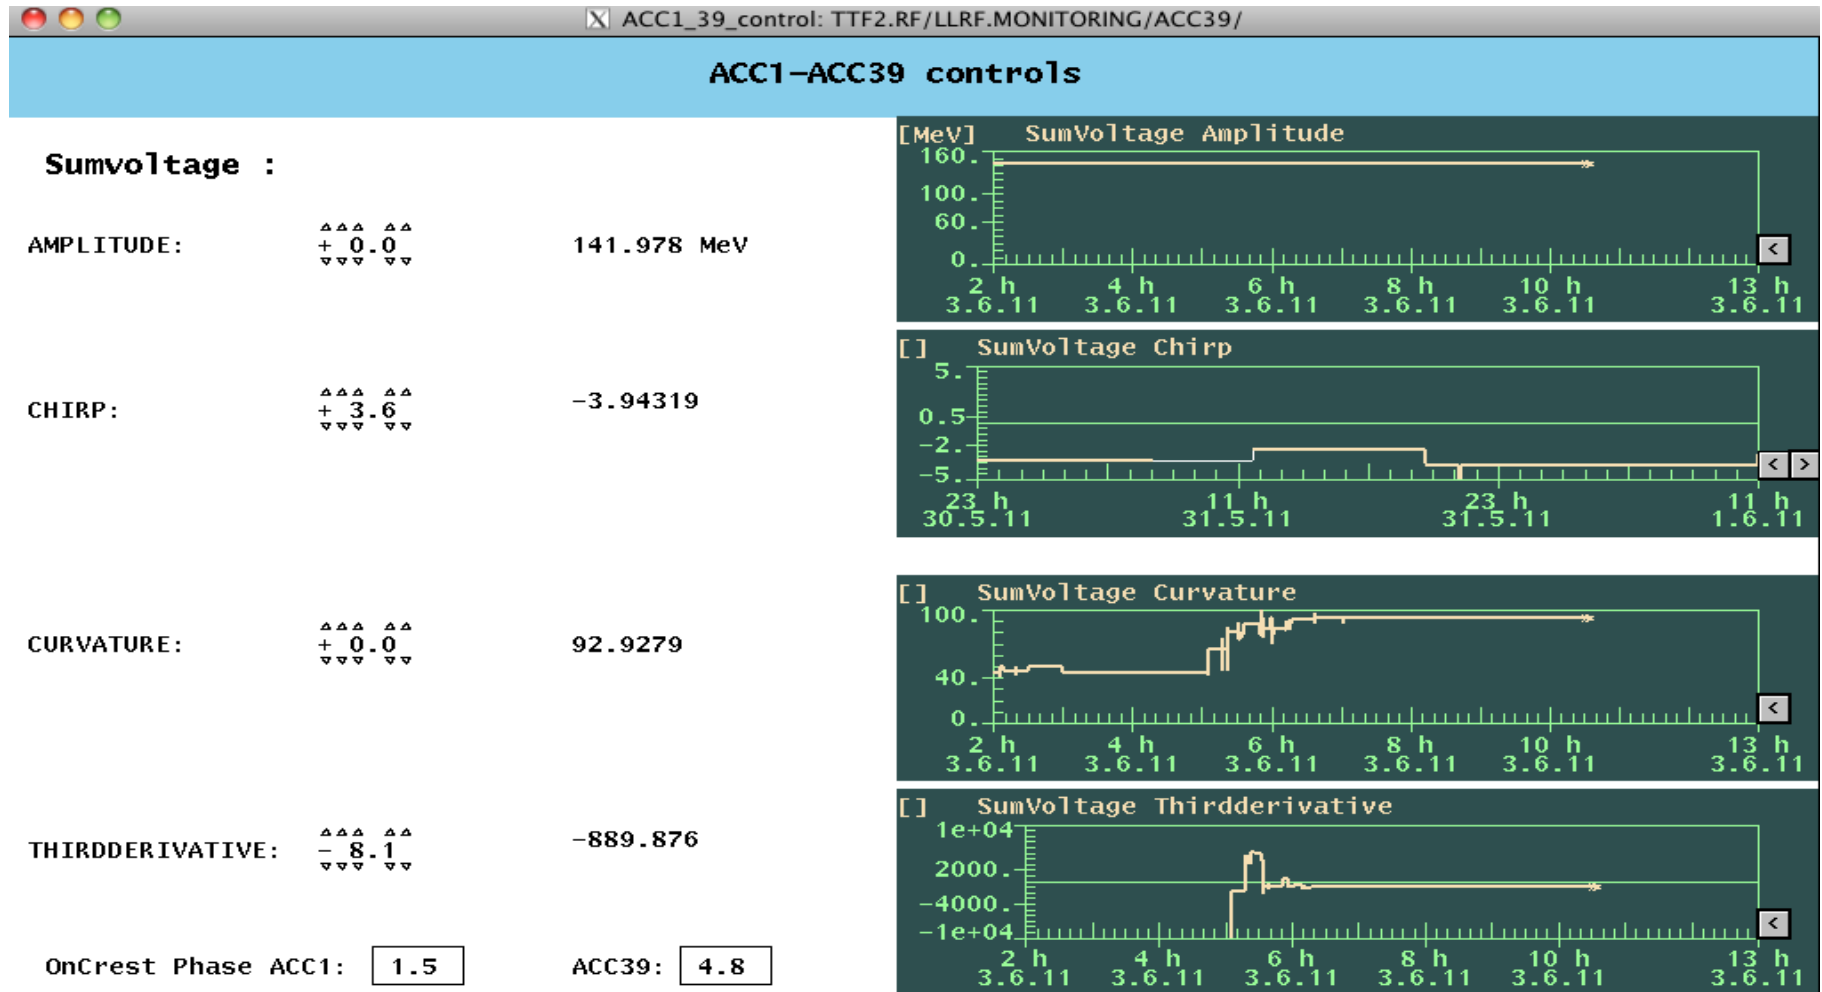 X ACC1_39_control: TTF2.RF/LLRF.MONITORING/ACC39/
ACC1-ACC39 controls
Sumvoltage :
AMPLITUDE: + 0.0 141.978 MeV
[MeV] SumVoltage Amplitude
160.
100.
60.
0.
2 h 4 h 6 h 8 h 10 h 13 h
3.6.11 3.6.11 3.6.11 3.6.11 3.6.11 3.6.11
<
CHIRP: + 3.6 -3.94319
[] SumVoltage Chirp
5.
0.5
-2.
-5.
23 h 11 h 23 h 11 h
30.5.11 31.5.11 31.5.11 1.6.11
< >
CURVATURE: + 0.0 92.9279
[] SumVoltage Curvature
100.
40.
0.
2 h 4 h 6 h 8 h 10 h 13 h
3.6.11 3.6.11 3.6.11 3.6.11 3.6.11 3.6.11
<
THIRDDERIVATIVE: - 8.1 -889.876
[] SumVoltage Thirdderivative
1e+04
2000.
-4000.
-1e+04
2 h 4 h 6 h 8 h 10 h 13 h
3.6.11 3.6.11 3.6.11 3.6.11 3.6.11 3.6.11
<
OnCrest Phase ACC1: 1.5 ACC39: 4.8